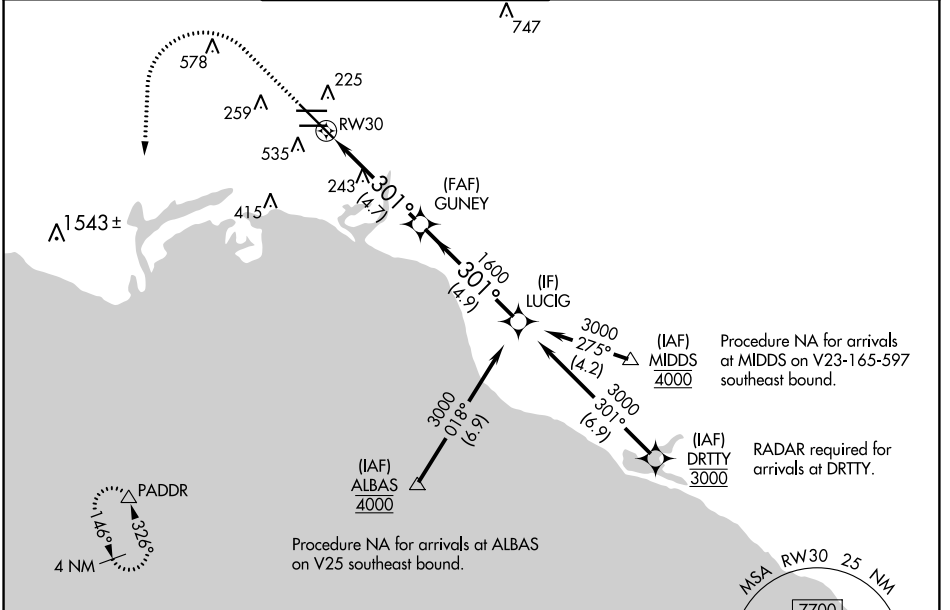 747
578
225
259
RW30
535
243
301°
(4.7)
(FAF)
GUNEY
415
1543 ±
1600
301°
(4.9)
(IF)
LUCIG
3000
275°
(4.2)
(IAF)
MIDDS
4000
Procedure NA for arrivals
at MIDDS on V23-165-597
southeast bound.
3000
301°
(6.9)
3000
018°
(6.9)
(IAF)
DRTTY
3000
RADAR required for
arrivals at DRTTY.
(IAF)
ALBAS
4000
PADDR
146°
326°
4 NM
Procedure NA for arrivals at ALBAS
on V25 southeast bound.
MSA RW30 25 NM
7700